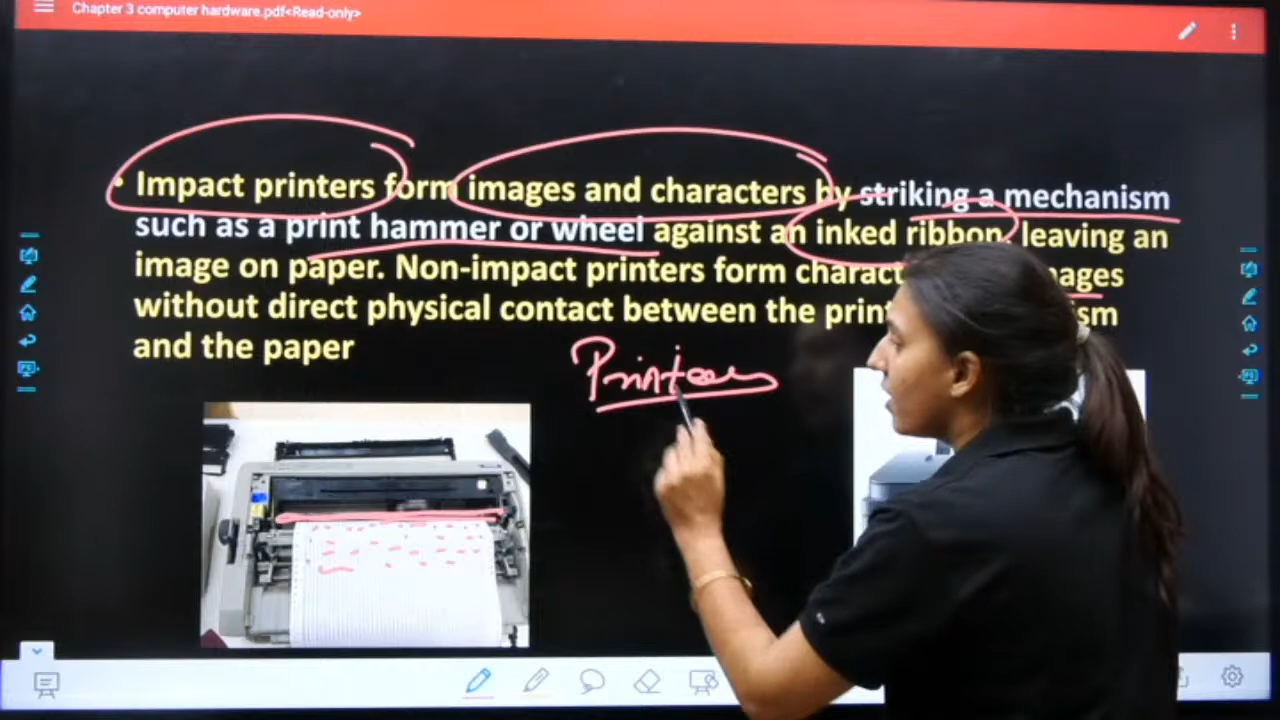 Chapter 3 computer hardware.pdf<Read-only>
• Impact printers form images and characters by striking a mechanism
such as a print hammer or wheel against an inked ribbon, leaving an
image on paper. Non-impact printers form
without direct physical contact between the
and the paper
Printers